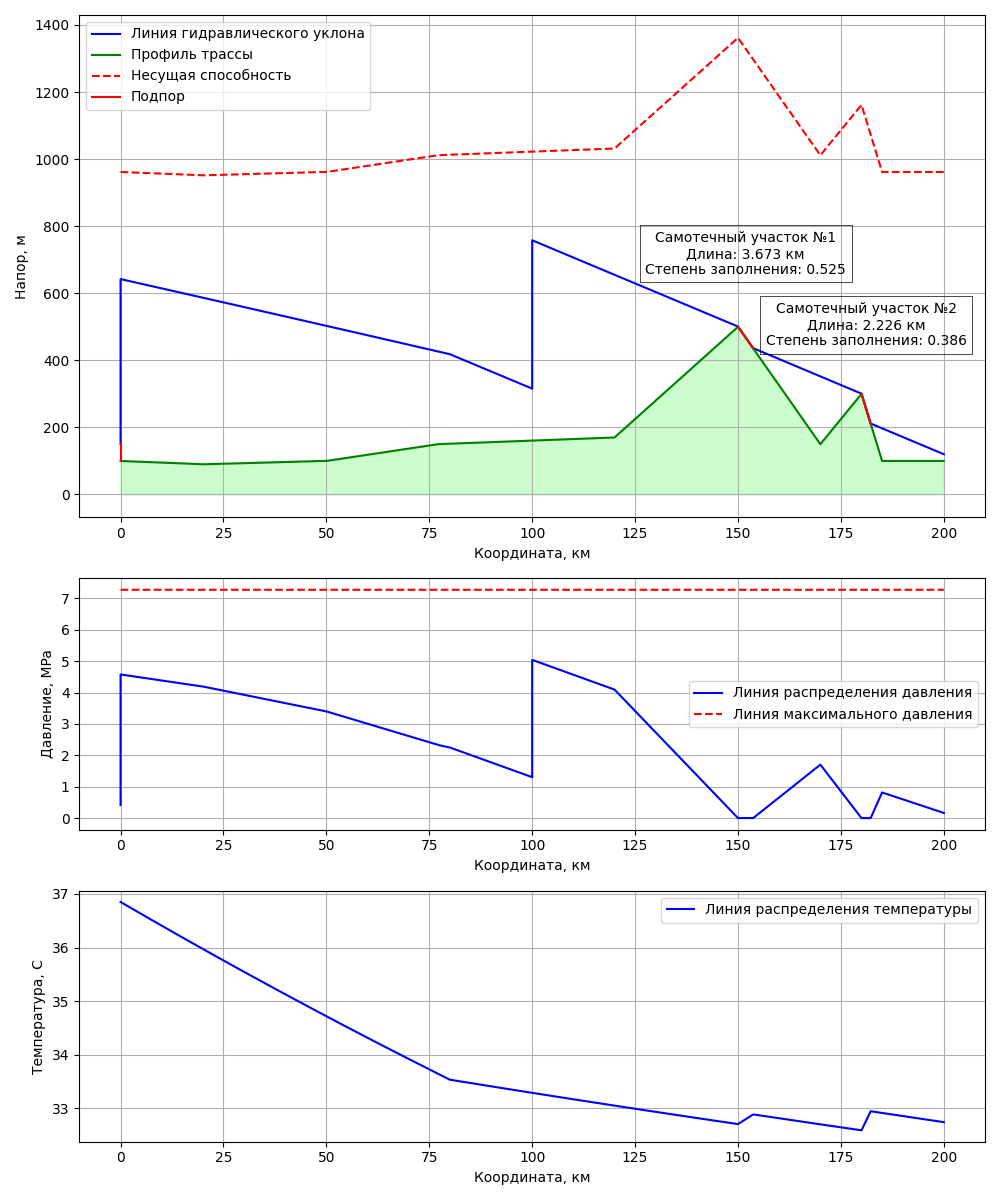 1400
1200
1000
800
600
400
200
0
Напор, м
Линия гидравлического уклона
Профиль трассы
Несущая способность
Подпор
Самотечный участок №1
Длина: 3.673 км
Степень заполнения: 0.525
Самотечный участок №2
Длина: 2.226 км
Степень заполнения: 0.386
0 25 50 75 100 125 150 175 200
Координата, км
7
6
5
4
3
2
1
0
Давление, МРа
Линия распределения давления
Линия максимального давления
0 25 50 75 100 125 150 175 200
Координата, км
37
36
35
34
33
Температура, С
Линия распределения температуры
0 25 50 75 100 125 150 175 200
Координата, км